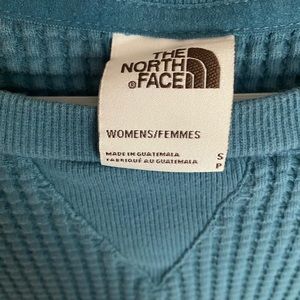 THE
NORTH
FACE
®
WOMENS/FEMMES
MADE IN GUATEMALA
FABRIQUÉ AU GUATEMALA
S
P